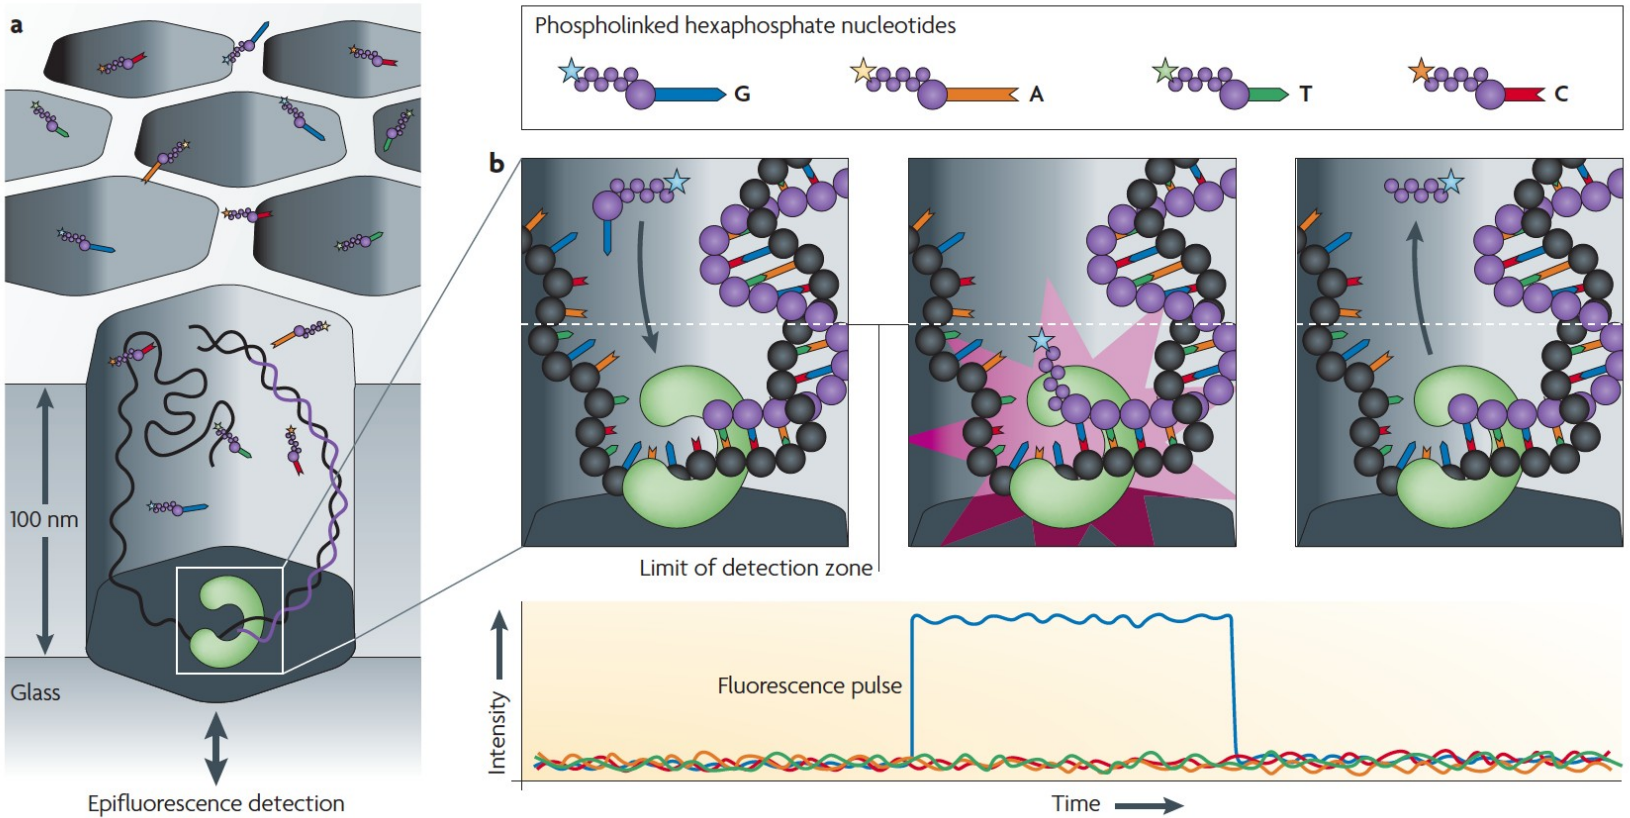 a
Phospholinked hexaphosphate nucleotides
G
A
T
C
b
100 nm
Glass
Epifluorescence detection
Limit of detection zone
Fluorescence pulse
Intensity
Time